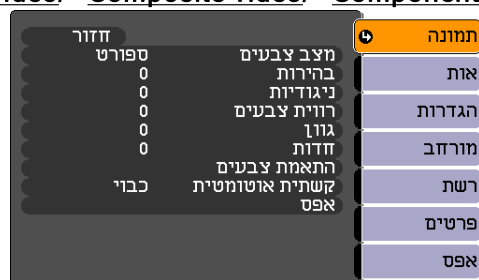 Composite Video/ Component
תמונה
אות
הגדרות
מורחב
רשת
פרטים
אפס
חזור
מצב צבעים ספורט
בהירות 0
ניגודיות 0
רווית צבעים 0
גוון 0
חדות 0
התאמת צבעים
קשתית אוטומטית כבוי
אפס